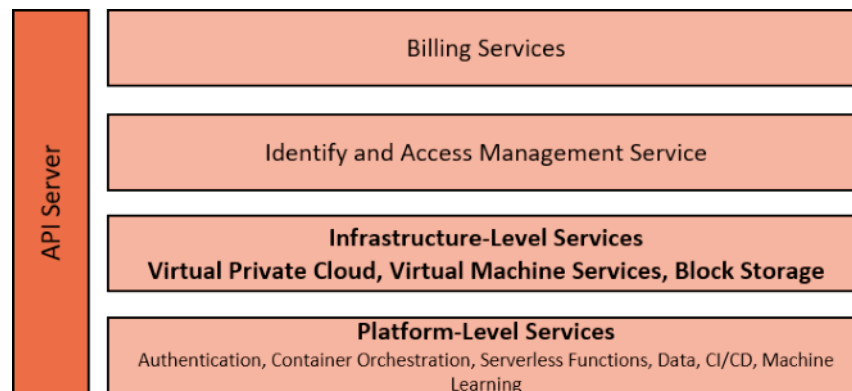 API Server
Billing Services
Identify and Access Management Service
Infrastructure-Level Services
Virtual Private Cloud, Virtual Machine Services, Block Storage
Platform-Level Services
Authentication, Container Orchestration, Serverless Functions, Data, CI/CD, Machine
Learning